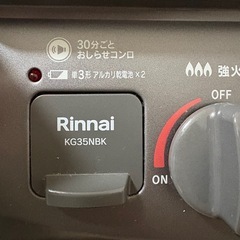 30分ごと
おしらせコンロ
単3形 アルカリ乾電池×2
Rinnai
KG35NBK
OFF
強火
ON